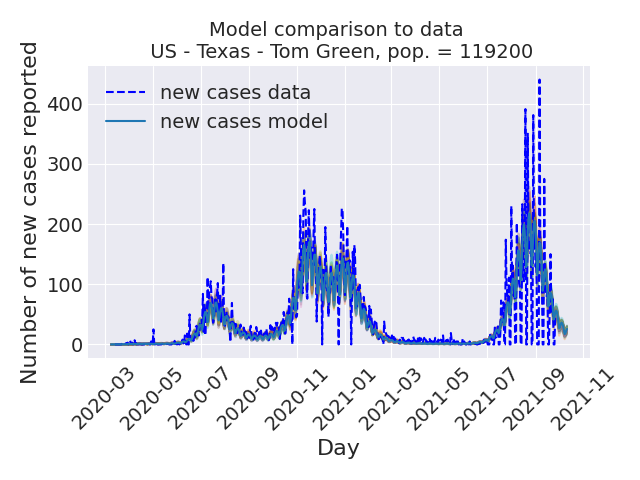 Model comparison to data
US - Texas - Tom Green, pop. = 119200
Number of new cases reported
new cases data
new cases model
400
300
200
100
0
2020-03
2020-05
2020-07
2020-09
2020-11
2021-01
2021-03
2021-05
2021-07
2021-09
2021-11
Day